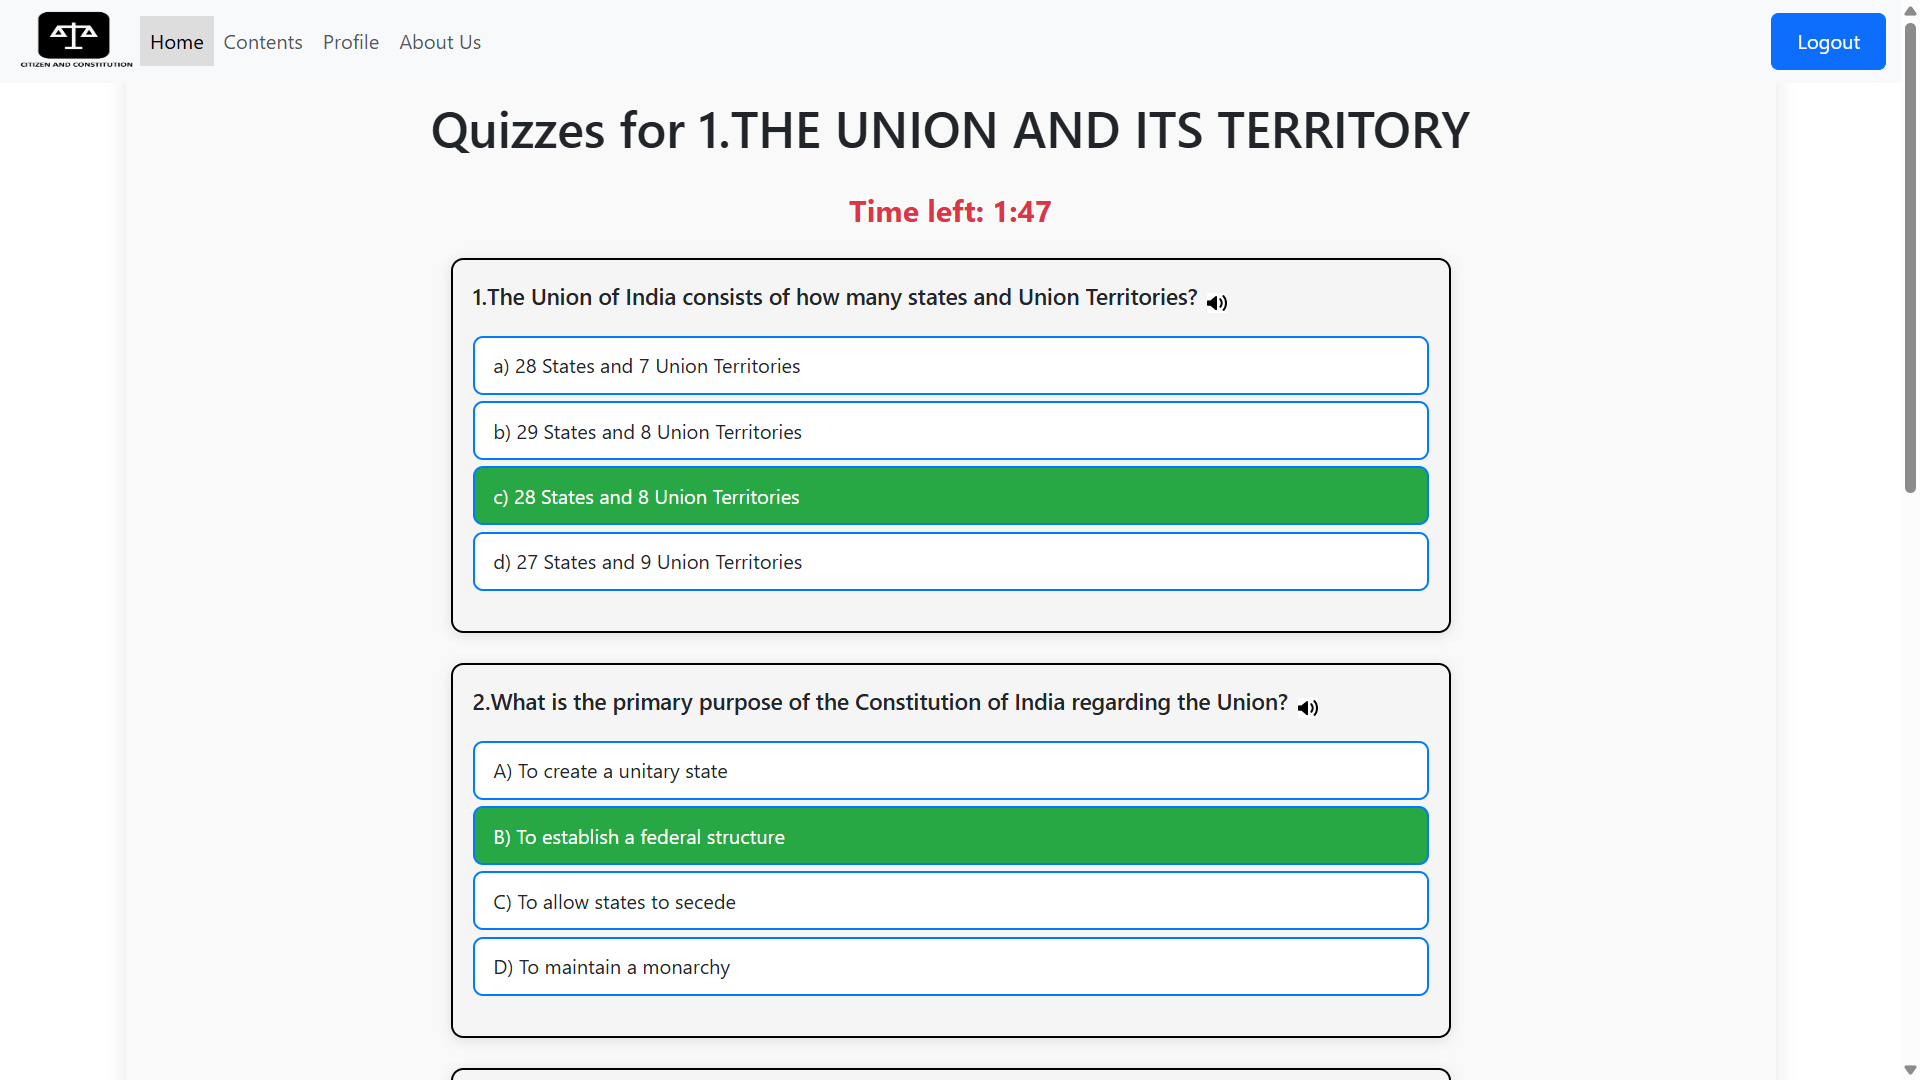 CITIZEN AND CONSTITUTION
Home Contents Profile About Us Logout
Quizzes for 1.THE UNION AND ITS TERRITORY
Time left: 1:47
1.The Union of India consists of how many states and Union Territories?
a) 28 States and 7 Union Territories
b) 29 States and 8 Union Territories
c) 28 States and 8 Union Territories
d) 27 States and 9 Union Territories
2.What is the primary purpose of the Constitution of India regarding the Union?
A) To create a unitary state
B) To establish a federal structure
C) To allow states to secede
D) To maintain a monarchy